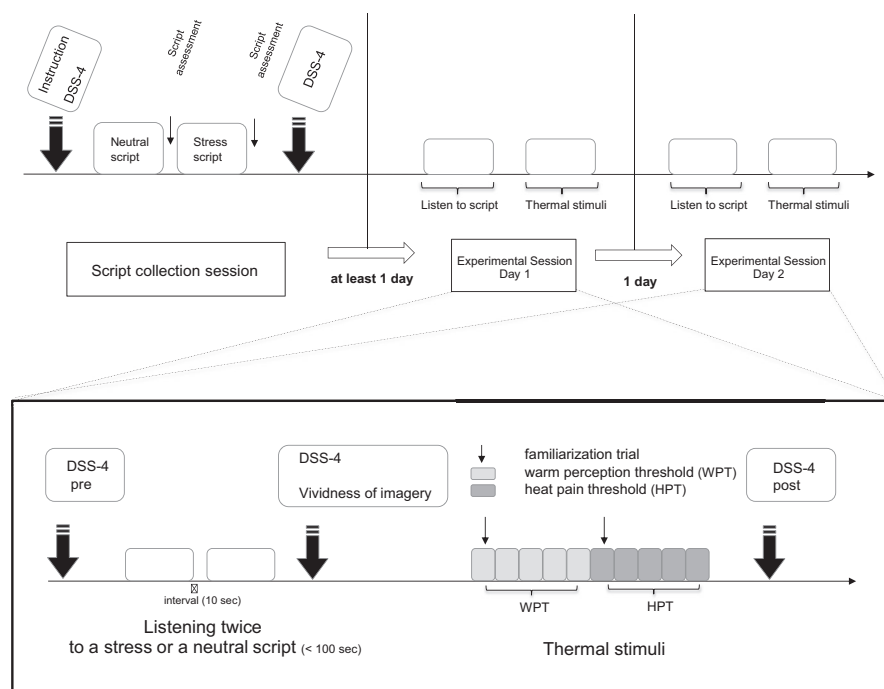 Instruction
DSS-4
Script
assessment
Script
assessment
DSS-4
Neutral
script
Stress
script
Listen to script
Thermal stimuli
Listen to script
Thermal stimuli
Script collection session
at least 1 day
Experimental Session
Day 1
1 day
Experimental Session
Day 2
DSS-4
pre
DSS-4
Vividness of imagery
familiarization trial
warm perception threshold (WPT)
heat pain threshold (HPT)
DSS-4
post
interval (10 sec)
WPT
HPT
Listening twice
to a stress or a neutral script (< 100 sec)
Thermal stimuli